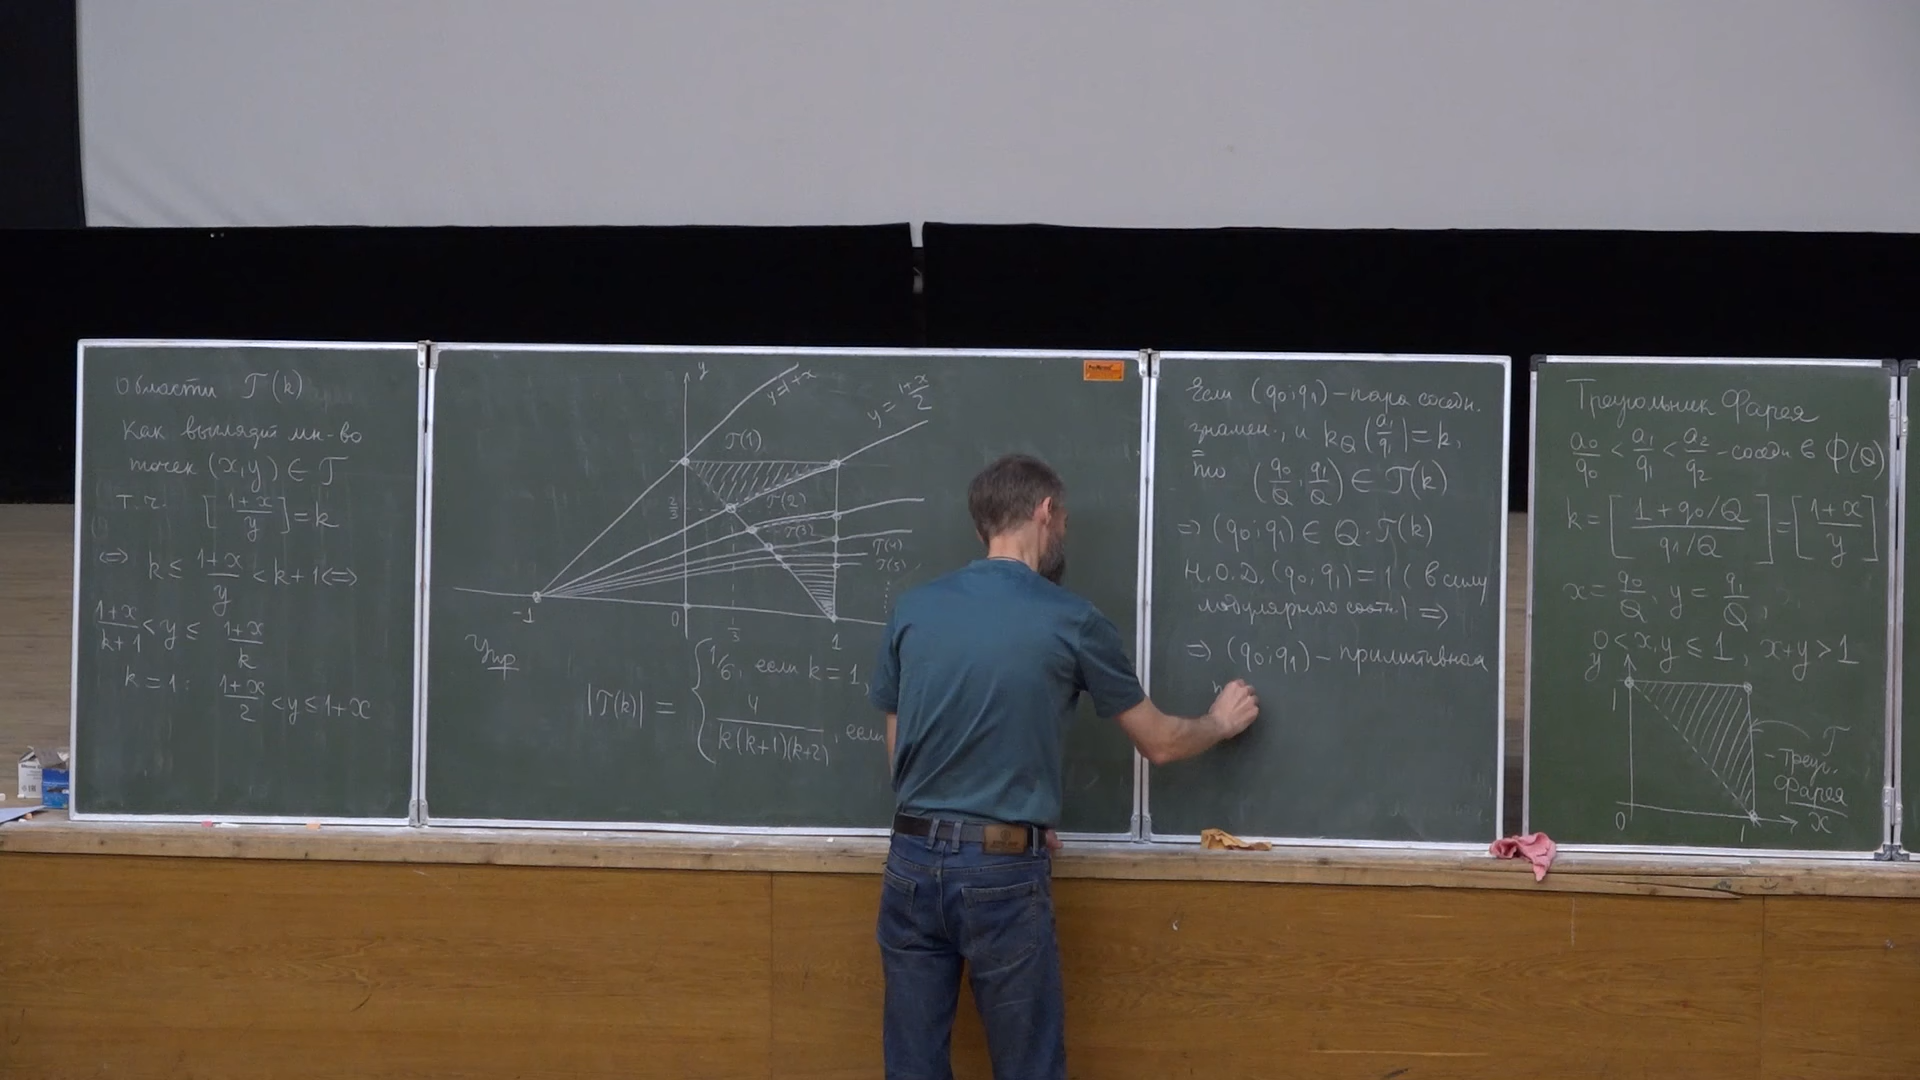 Области T(k)
Как выглядит мн-во
точек (x,y) ∈ T
т.ч. [(1+x)/y] = k
⇔ k ≤ (1+x)/y < k+1 ⇔
(1+x)/(k+1) < y ≤ (1+x)/k
k=1: (1+x)/2 < y ≤ 1+x
y
y=1+x
y = (1+x)/2
T(1)
2/3
T(2)
T(3)
T(4)
T(5)
-1
0
1/3
1
Упр
|T(k)| = { 1/6, если k=1,
4/(k(k+1)(k+2)), если
Если (q₀;q₁) – пара соседн.
знамен., и k_Q(a₁/q₁) = k,
то (q₀/Q; q₁/Q) ∈ T(k)
⇒ (q₀;q₁) ∈ Q·T(k)
Н.О.Д.(q₀;q₁)=1 (в силу
модулярного соотн.) ⇒
⇒ (q₀;q₁) – примитивная
Треугольник Фарея
a₀/q₀ < a₁/q₁ < a₂/q₂ – соседи в Φ(Q)
k = [(1+q₀/Q)/(q₁/Q)] = [(1+x)/y]
x = q₀/Q, y = q₁/Q,
0 < x,y ≤ 1, x+y > 1
y
1
T
– треуг.
Фарея
0
1
x